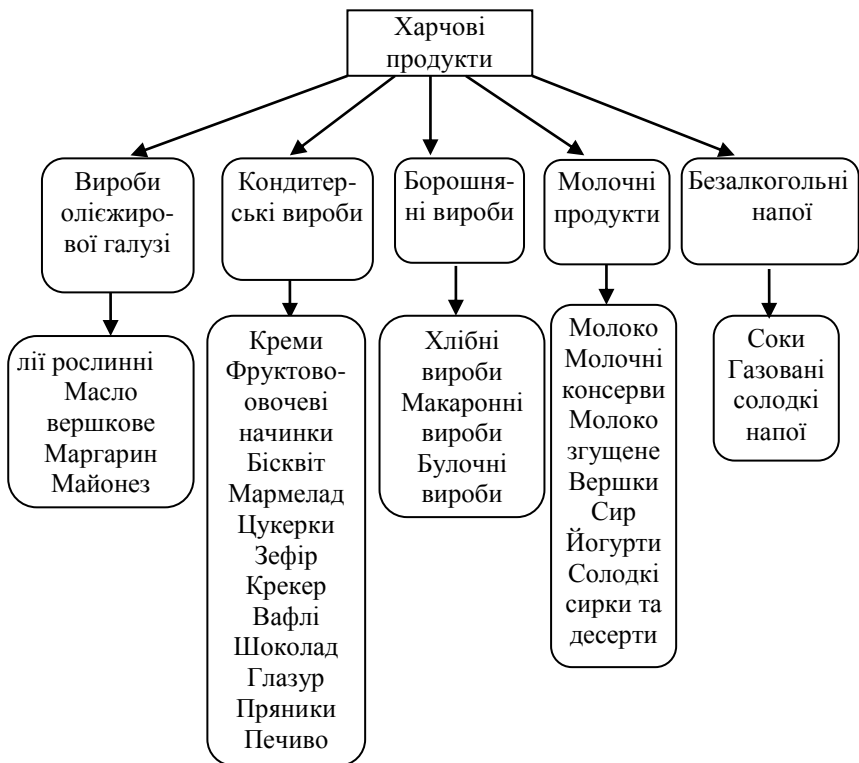 Харчові
продукти
Вироби
олієжиро-
вої галузі
Кондитер-
ські вироби
Борошня-
ні вироби
Молочні
продукти
Безалкогольні
напої
лії рослинні
Масло
вершкове
Маргарин
Майонез
Креми
Фруктово-
овочеві
начинки
Бісквіт
Мармелад
Цукерки
Зефір
Крекер
Вафлі
Шоколад
Глазур
Пряники
Печиво
Хлібні
вироби
Макаронні
вироби
Булочні
вироби
Молоко
Молочні
консерви
Молоко
згущене
Вершки
Сир
Йогурти
Солодкі
сирки та
десерти
Соки
Газовані
солодкі
напої